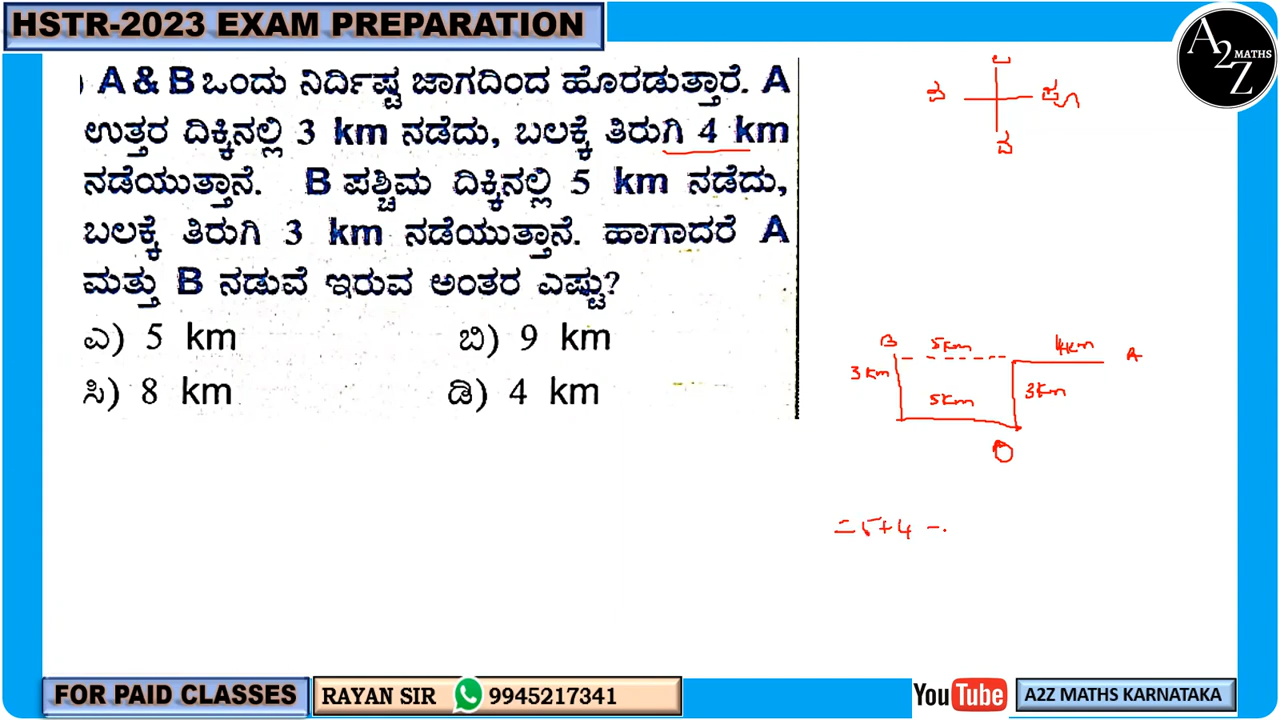 HSTR-2023 EXAM PREPARATION
A2Z MATHS
) A & B ಒಂದು ನಿರ್ದಿಷ್ಟ ಜಾಗದಿಂದ ಹೊರಡುತ್ತಾರೆ. A
ಉತ್ತರ ದಿಕ್ಕಿನಲ್ಲಿ 3 km ನಡೆದು, ಬಲಕ್ಕೆ ತಿರುಗಿ 4 km
ನಡೆಯುತ್ತಾನೆ. B ಪಶ್ಚಿಮ ದಿಕ್ಕಿನಲ್ಲಿ 5 km ನಡೆದು,
ಬಲಕ್ಕೆ ತಿರುಗಿ 3 km ನಡೆಯುತ್ತಾನೆ. ಹಾಗಾದರೆ A
ಮತ್ತು B ನಡುವೆ ಇರುವ ಅಂತರ ಎಷ್ಟು?
ಎ) 5 km ಬಿ) 9 km
ಸಿ) 8 km ಡಿ) 4 km
B 5km 4km A
3km
3km
5km
=5+4 -
FOR PAID CLASSES RAYAN SIR 9945217341 YouTube A2Z MATHS KARNATAKA